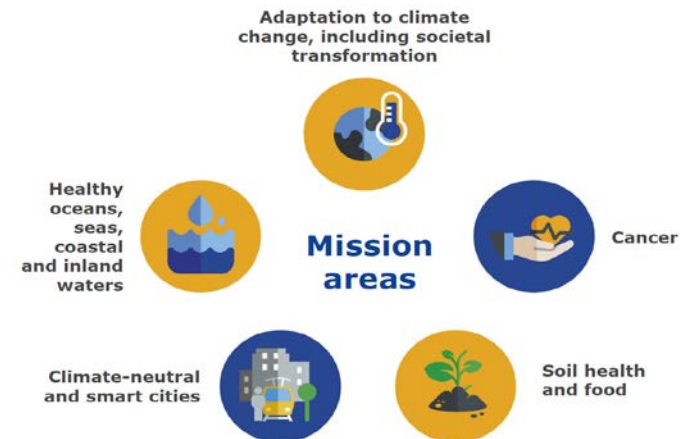 Adaptation to climate
change, including societal
transformation
Healthy
oceans,
seas,
coastal
and inland
waters
Mission
areas
Cancer
Climate-neutral
and smart cities
Soil health
and food